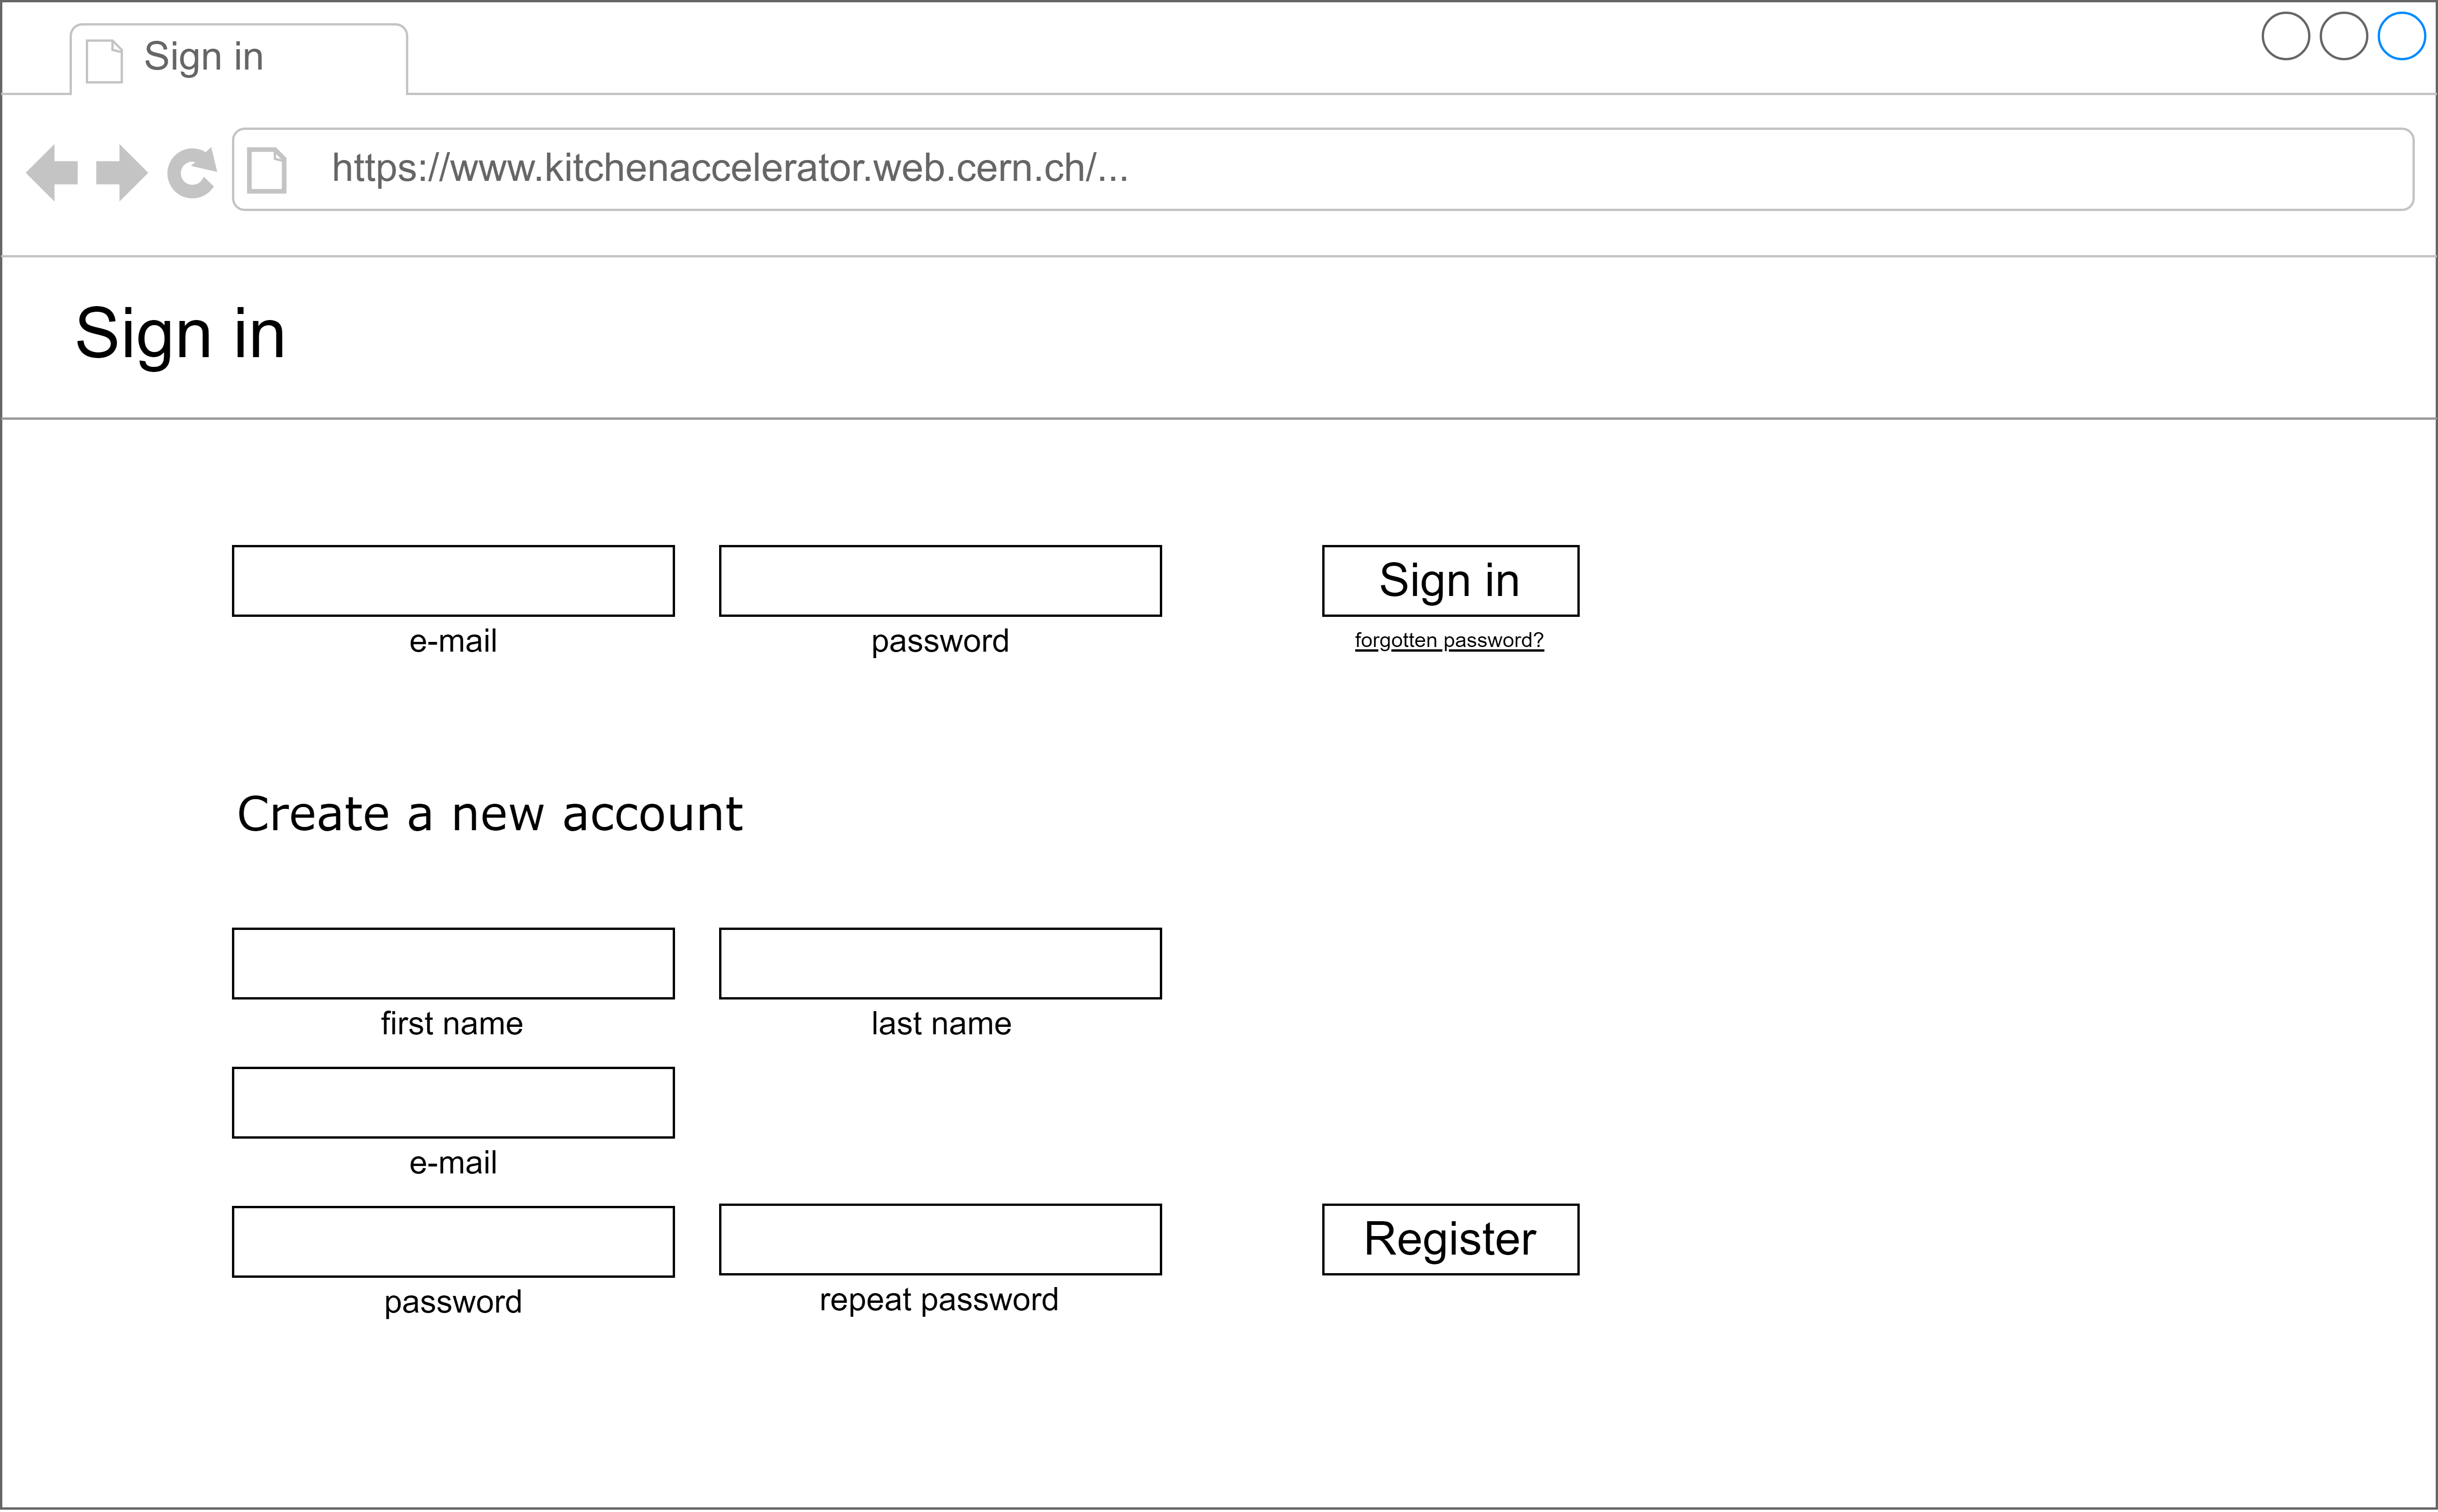 Sign in
https://www.kitchenaccelerator.web.cern.ch/...
Sign in
Sign in
e-mail
password
forgotten password?
Create a new account
first name
last name
e-mail
Register
password
repeat password